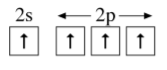 2s ← 2p →
↑ ↑ ↑ ↑